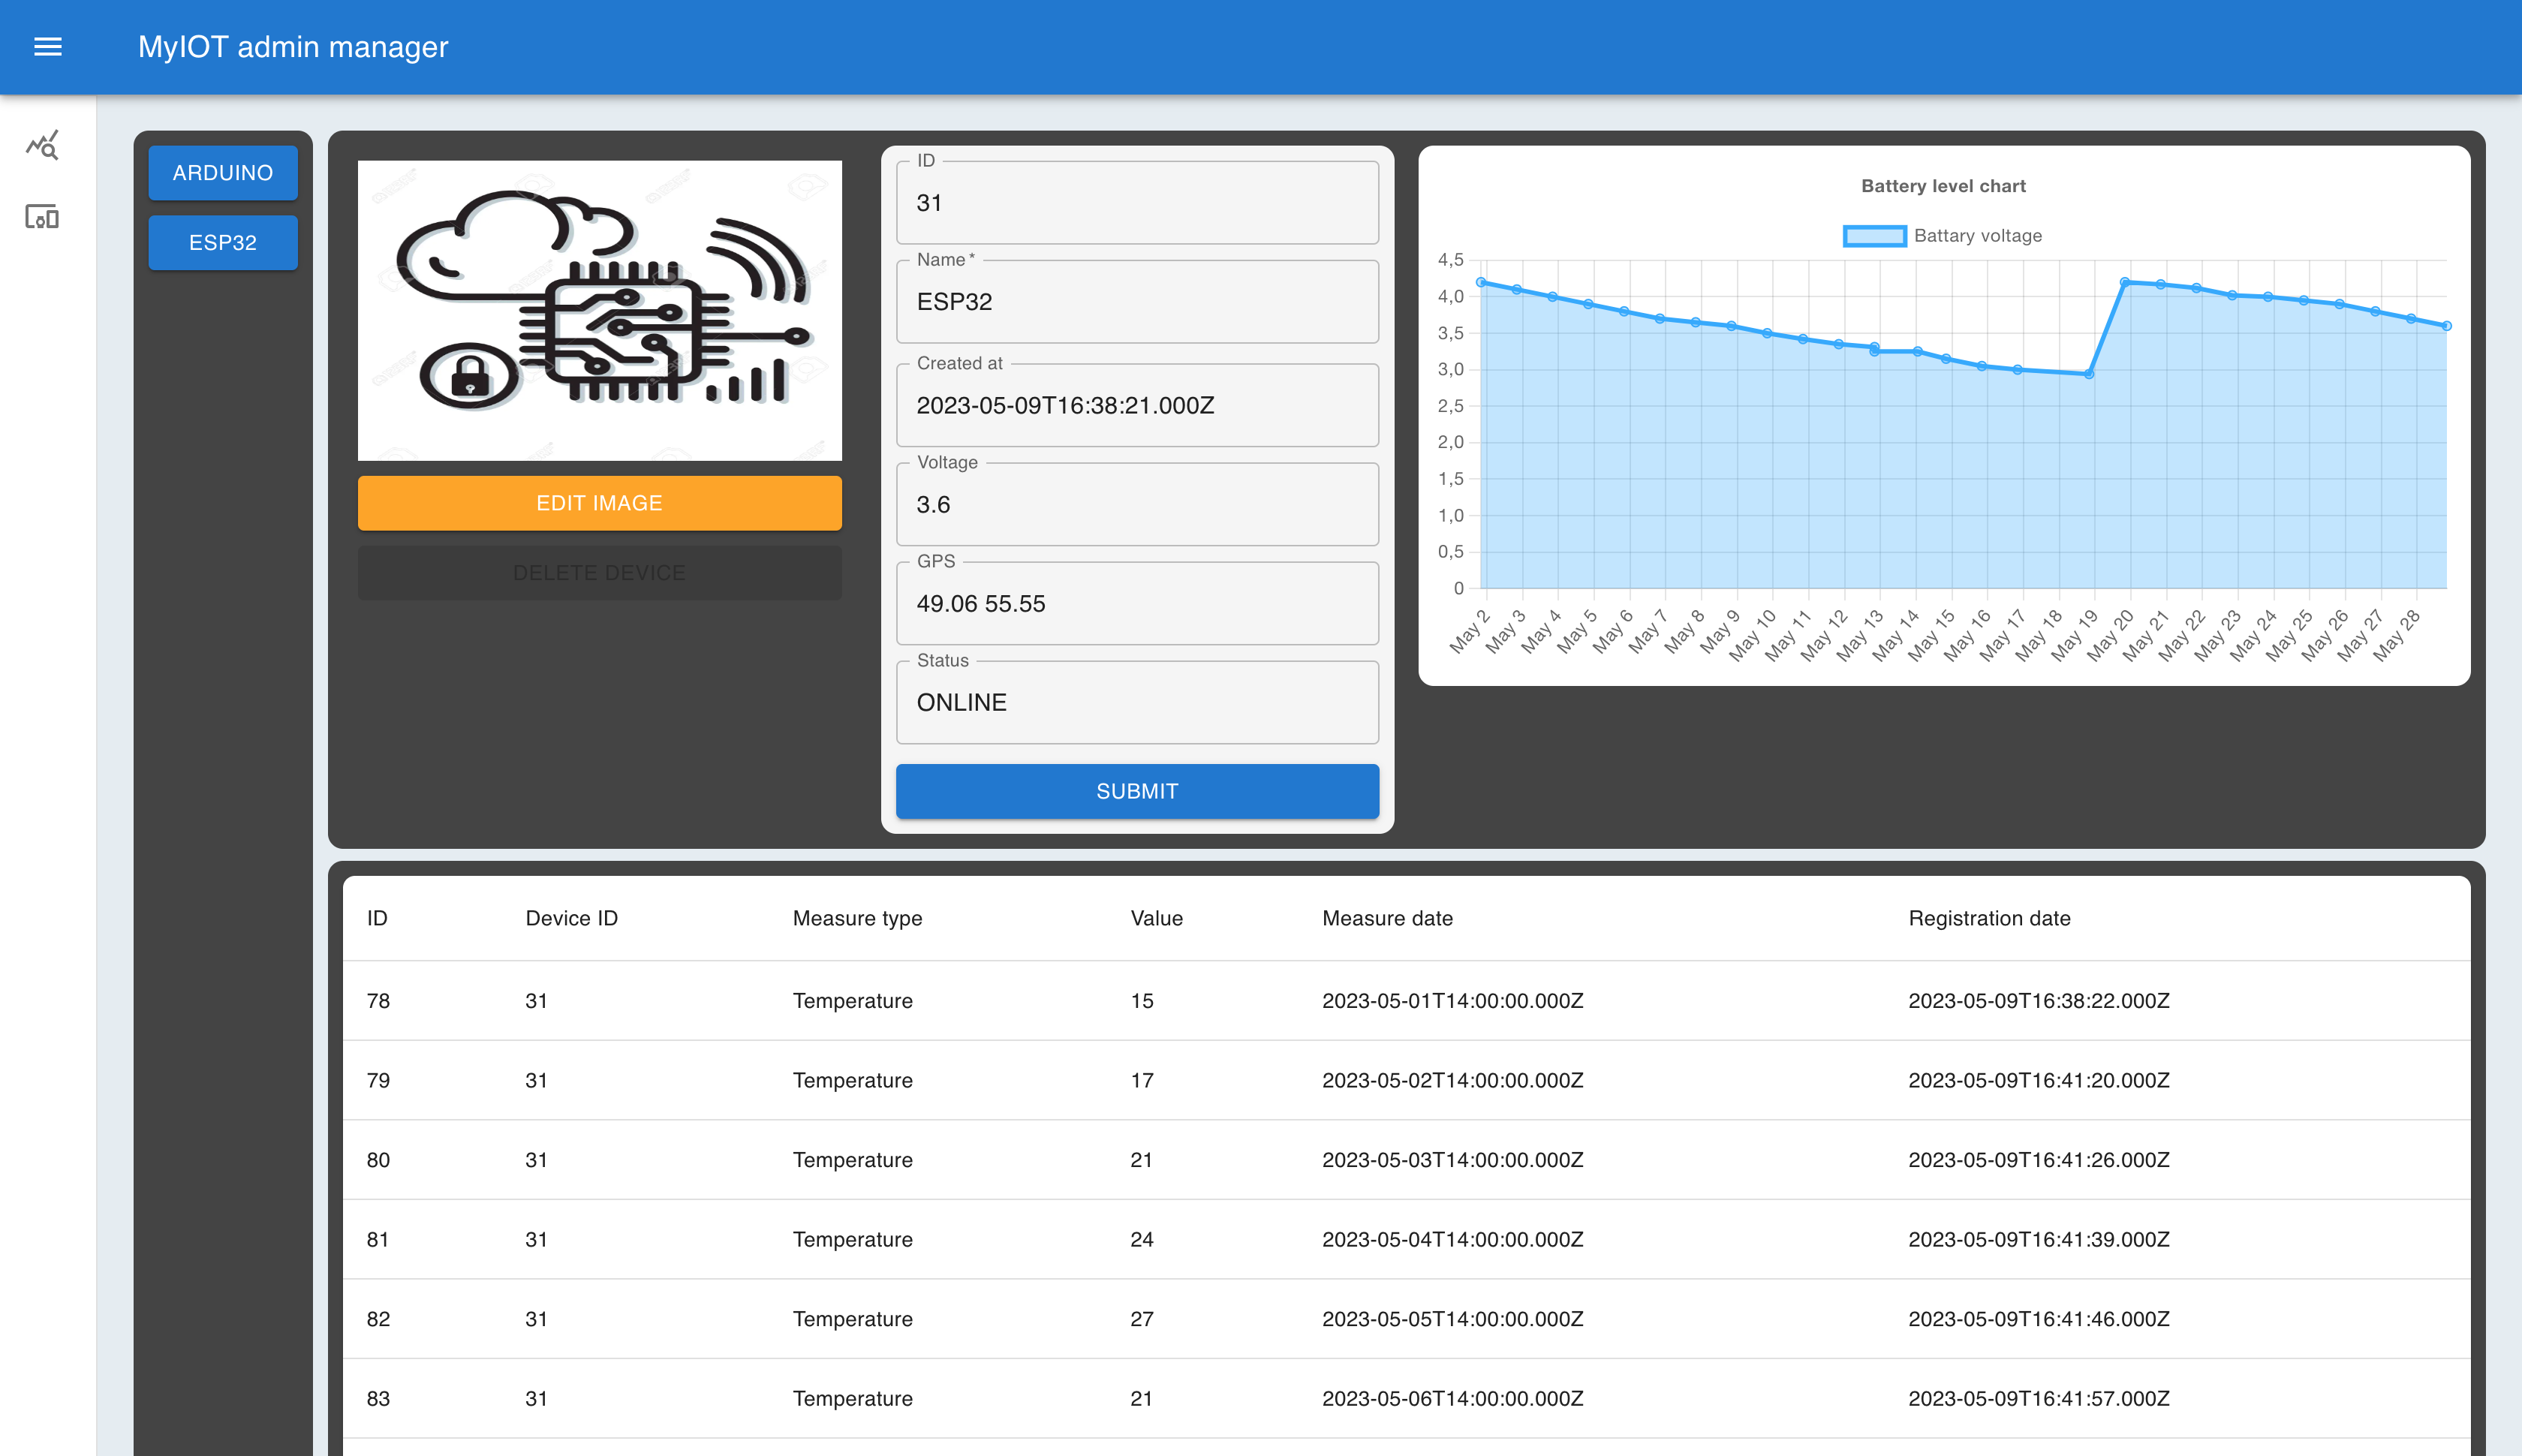 MyIOT admin manager
ARDUINO
ESP32
EDIT IMAGE
DELETE DEVICE
ID
31
Name *
ESP32
Created at
2023-05-09T16:38:21.000Z
Voltage
3.6
GPS
49.06 55.55
Status
ONLINE
SUBMIT
Battery level chart
Battary voltage
4,5
4,0
3,5
3,0
2,5
2,0
1,5
1,0
0,5
0
May 2 May 3 May 4 May 5 May 6 May 7 May 8 May 9 May 10 May 11 May 12 May 13 May 14 May 15 May 16 May 17 May 18 May 19 May 20 May 21 May 22 May 23 May 24 May 25 May 26 May 27 May 28
ID Device ID Measure type Value Measure date Registration date
78 31 Temperature 15 2023-05-01T14:00:00.000Z 2023-05-09T16:38:22.000Z
79 31 Temperature 17 2023-05-02T14:00:00.000Z 2023-05-09T16:41:20.000Z
80 31 Temperature 21 2023-05-03T14:00:00.000Z 2023-05-09T16:41:26.000Z
81 31 Temperature 24 2023-05-04T14:00:00.000Z 2023-05-09T16:41:39.000Z
82 31 Temperature 27 2023-05-05T14:00:00.000Z 2023-05-09T16:41:46.000Z
83 31 Temperature 21 2023-05-06T14:00:00.000Z 2023-05-09T16:41:57.000Z